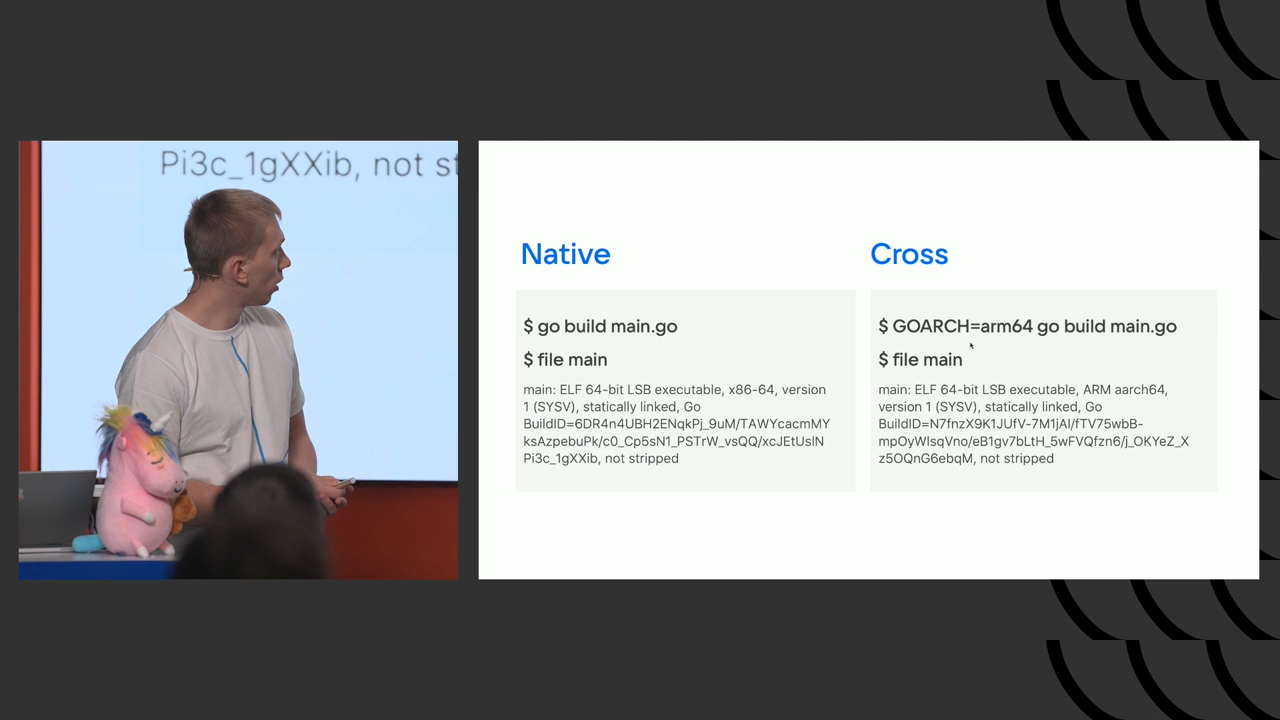 Pi3c_1gXXib, not st
Native
$ go build main.go
$ file main
main: ELF 64-bit LSB executable, x86-64, version
1 (SYSV), statically linked, Go
BuildID=6DR4n4UBH2ENqkPj_9uM/TAWYcacmMY
ksAzpebuPk/c0_Cp5sN1_PSTrW_vsQQ/xcJEtUslN
Pi3c_1gXXib, not stripped
Cross
$ GOARCH=arm64 go build main.go
$ file main
main: ELF 64-bit LSB executable, ARM aarch64,
version 1 (SYSV), statically linked, Go
BuildID=N7fnzX9K1JUfV-7M1jAl/fTV75wbB-
mpOyWIsqVno/eB1gv7bLtH_5wFVQfzn6/j_OKYeZ_X
z5OQnG6ebqM, not stripped